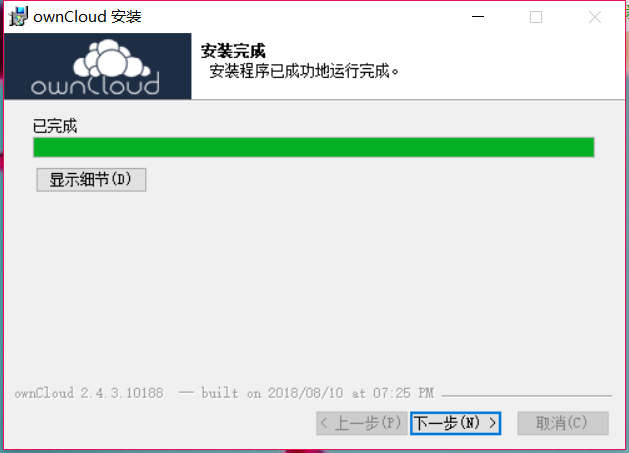 ownCloud 安装
安装完成
安装程序已成功地运行完成。
ownCloud
已完成
显示细节(D)
ownCloud 2.4.3.10188 — built on 2018/08/10 at 07:25 PM
< 上一步(P)
下一步(N) >
取消(C)